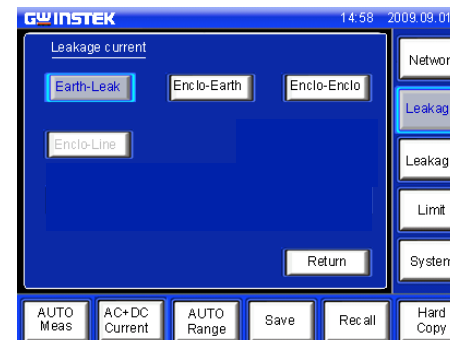 GWINSTEK 14:58 2009.09.01
Leakage current
Earth-Leak Enclo-Earth Enclo-Enclo
Enclo-Line
Return
Networ
Leakag
Leakag
Limit
System
AUTO Meas
AC+DC Current
AUTO Range
Save
Recall
Hard Copy